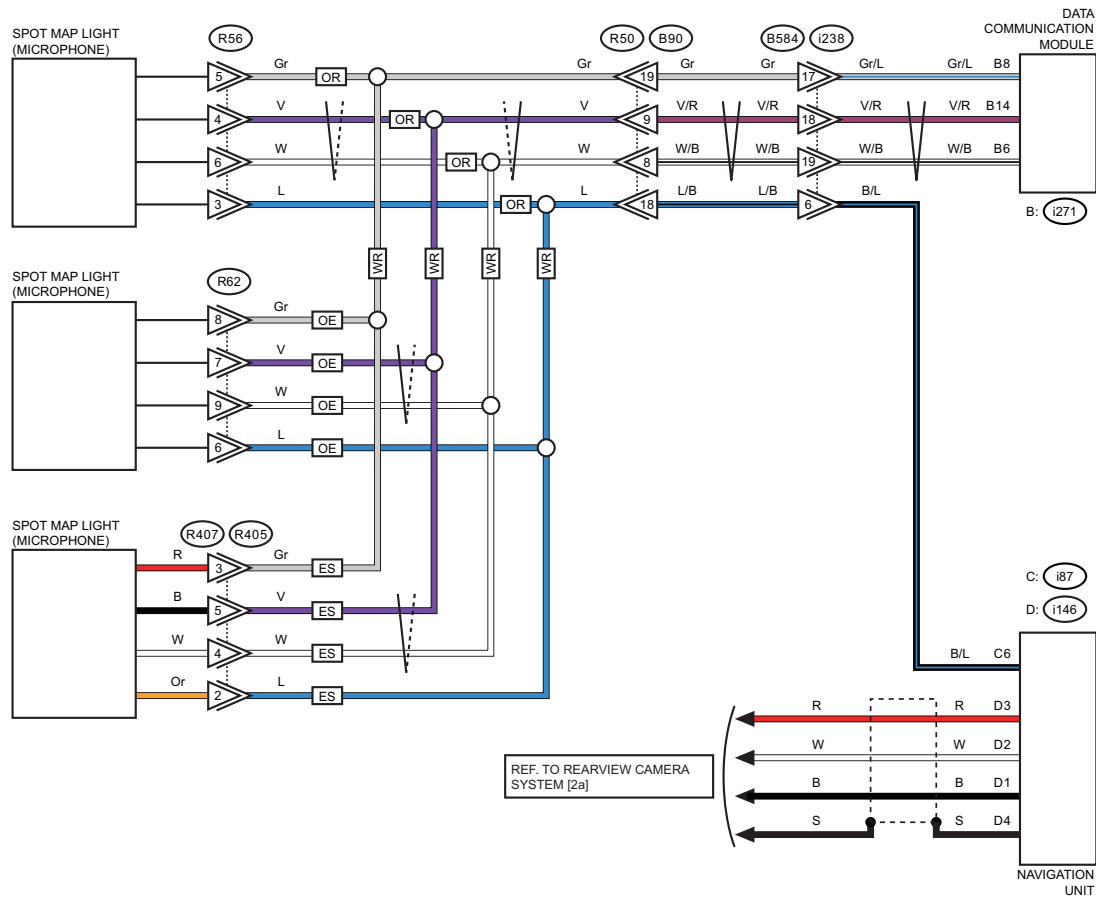 DATA
COMMUNICATION
MODULE
SPOT MAP LIGHT
(MICROPHONE)
R56 R50 B90 B584 i238
5 Gr OR Gr 19 Gr Gr 17 Gr/L Gr/L B8
4 V OR V 9 V/R V/R 18 V/R V/R B14
6 W OR W 8 W/B W/B 19 W/B W/B B6
3 L OR L 18 L/B L/B 6 B/L
B: i271
WR WR WR WR
SPOT MAP LIGHT
(MICROPHONE)
R62
8 Gr OE
7 V OE
9 W OE
6 L OE
SPOT MAP LIGHT
(MICROPHONE)
R407 R405
R 3 Gr ES
B 5 V ES
W 4 W ES
Or 2 L ES
C: i87
D: i146
B/L C6
R R D3
W W D2
B B D1
S S D4
REF. TO REARVIEW CAMERA
SYSTEM [2a]
NAVIGATION
UNIT